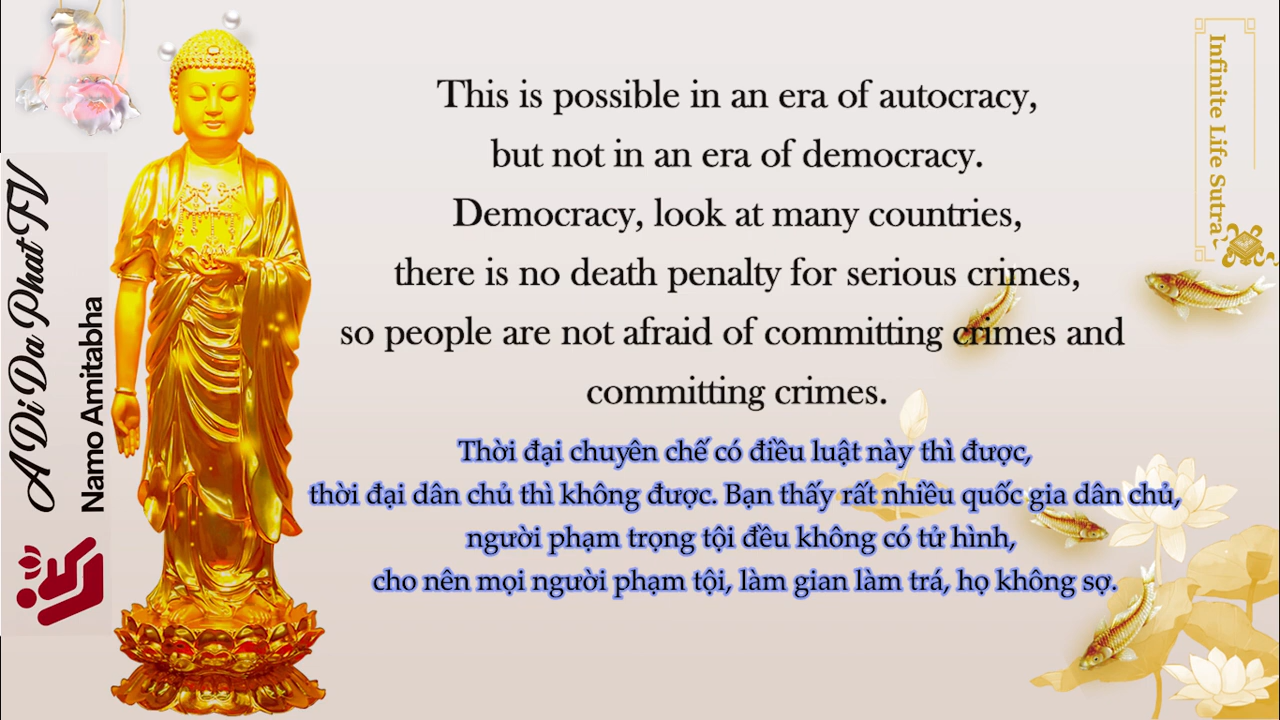 This is possible in an era of autocracy,
but not in an era of democracy.
Democracy, look at many countries,
there is no death penalty for serious crimes,
so people are not afraid of committing crimes and
committing crimes.
Thời đại chuyên chế có điều luật này thì được,
thời đại dân chủ thì không được. Bạn thấy rất nhiều quốc gia dân chủ,
người phạm trọng tội đều không có tử hình,
cho nên mọi người phạm tội, làm gian làm trá, họ không sợ.
A Di Da Phat TV
Namo Amitabha
Infinite Life Sutra